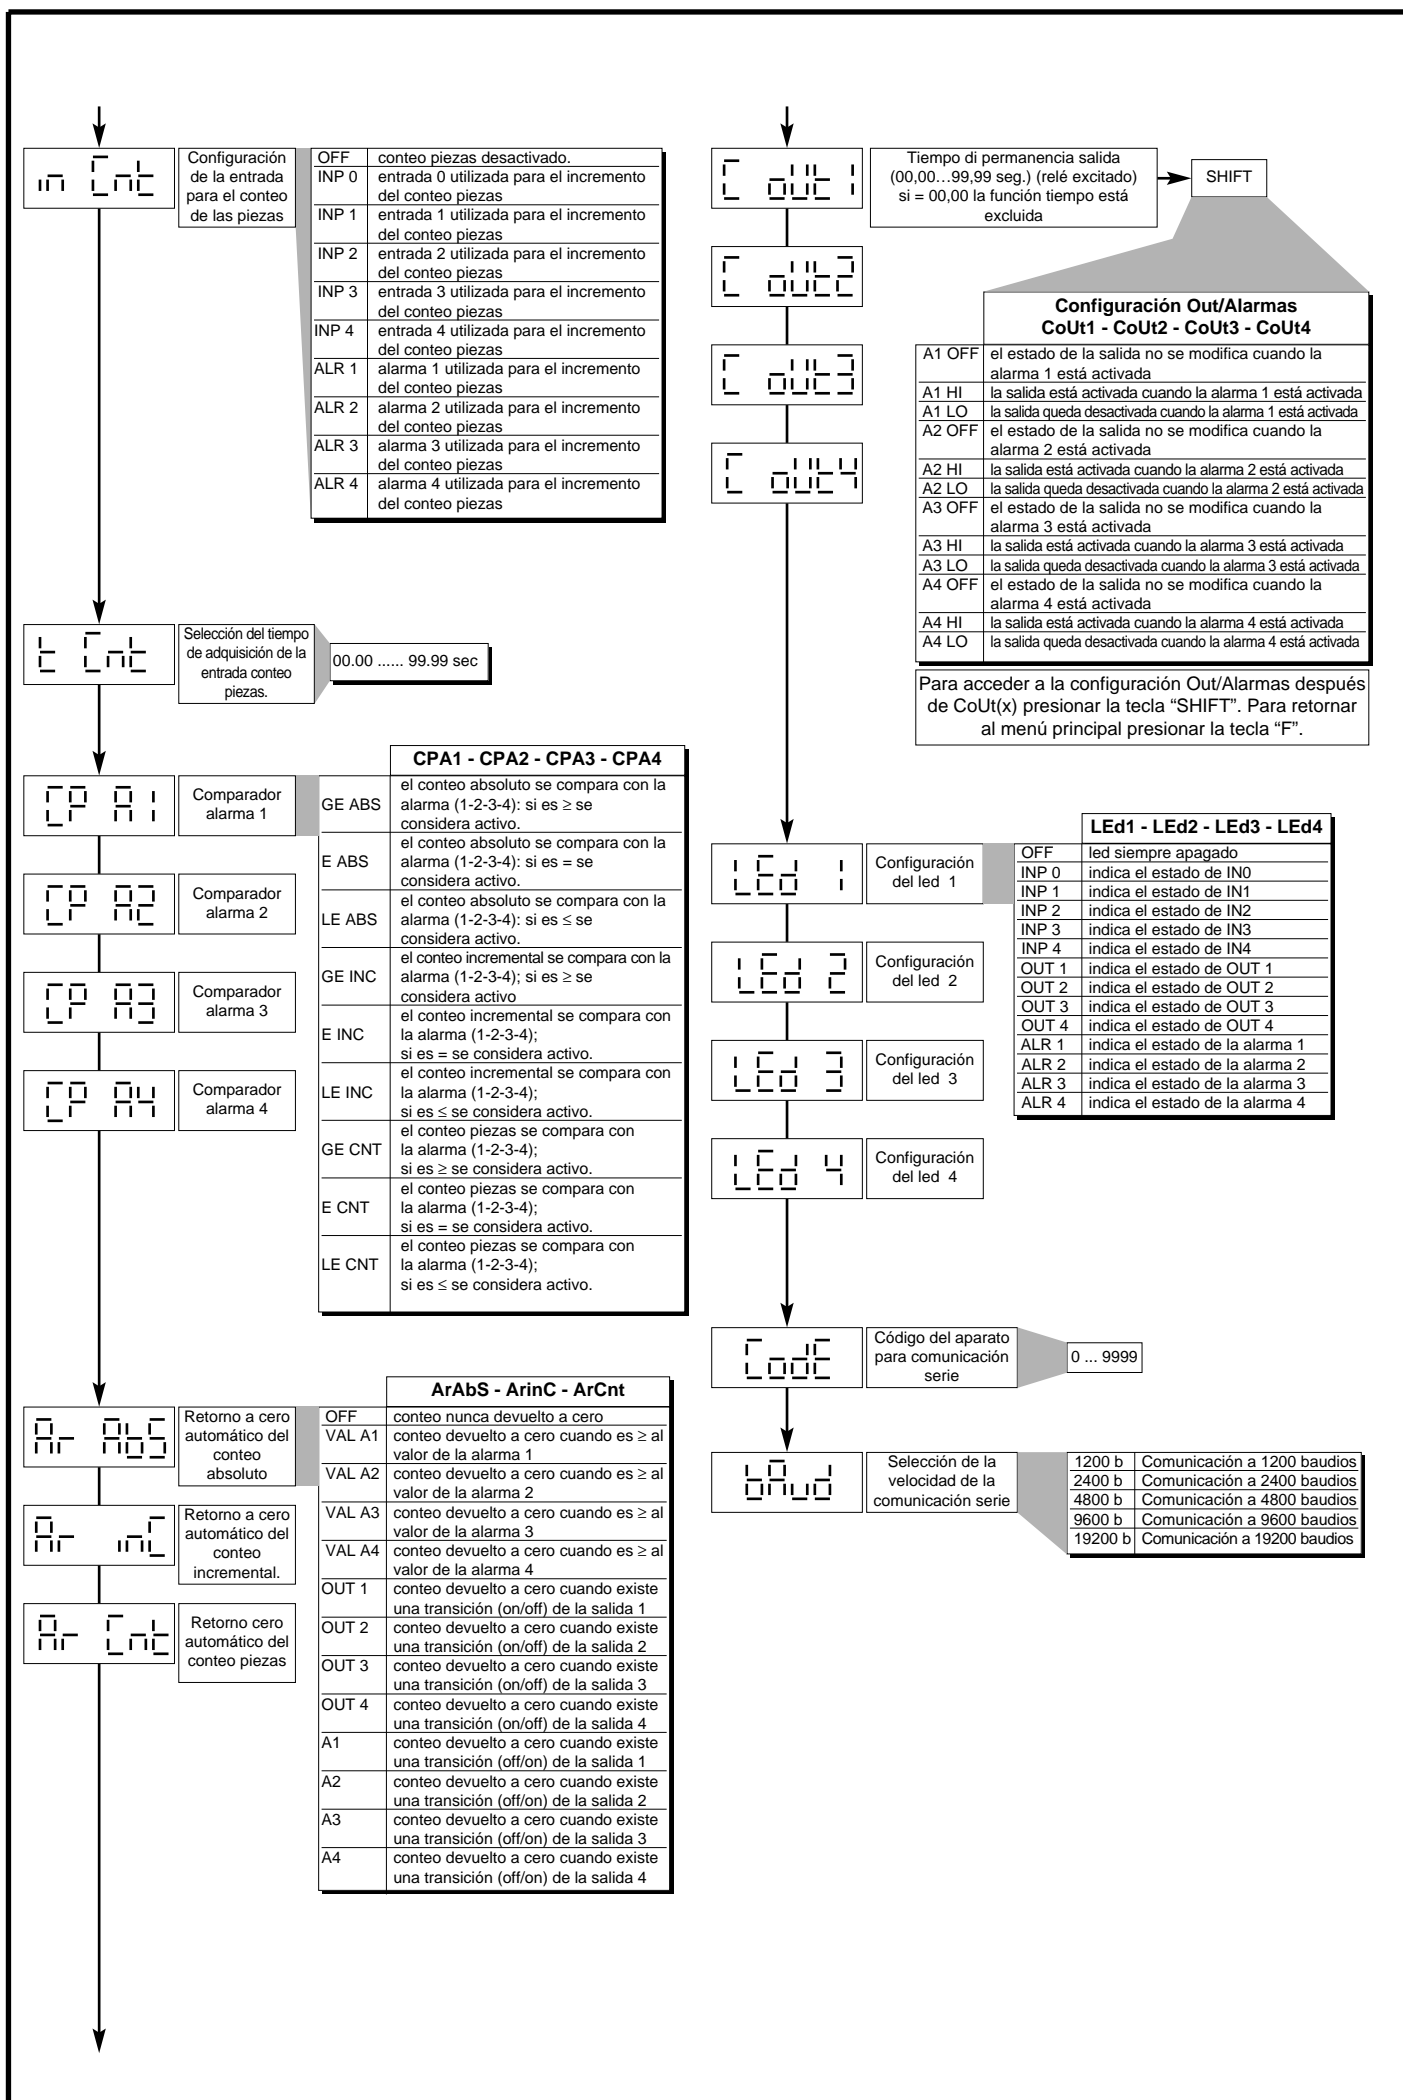 in Cnt
Configuración
de la entrada
para el conteo
de las piezas
OFF conteo piezas desactivado.
INP 0 entrada 0 utilizada para el incremento
del conteo piezas
INP 1 entrada 1 utilizada para el incremento
del conteo piezas
INP 2 entrada 2 utilizada para el incremento
del conteo piezas
INP 3 entrada 3 utilizada para el incremento
del conteo piezas
INP 4 entrada 4 utilizada para el incremento
del conteo piezas
ALR 1 alarma 1 utilizada para el incremento
del conteo piezas
ALR 2 alarma 2 utilizada para el incremento
del conteo piezas
ALR 3 alarma 3 utilizada para el incremento
del conteo piezas
ALR 4 alarma 4 utilizada para el incremento
del conteo piezas
t Cnt
Selección del tiempo
de adquisición de la
entrada conteo
piezas.
00.00 ...... 99.99 sec
CP A1
Comparador
alarma 1
CP A2
Comparador
alarma 2
CP A3
Comparador
alarma 3
CP A4
Comparador
alarma 4
CPA1 - CPA2 - CPA3 - CPA4
GE ABS el conteo absoluto se compara con la
alarma (1-2-3-4): si es ≥ se
considera activo.
E ABS el conteo absoluto se compara con la
alarma (1-2-3-4): si es = se
considera activo.
LE ABS el conteo absoluto se compara con la
alarma (1-2-3-4): si es ≤ se
considera activo.
GE INC el conteo incremental se compara con la
alarma (1-2-3-4); si es ≥ se
considera activo
E INC el conteo incremental se compara con
la alarma (1-2-3-4);
si es = se considera activo.
LE INC el conteo incremental se compara con
la alarma (1-2-3-4);
si es ≤ se considera activo.
GE CNT el conteo piezas se compara con
la alarma (1-2-3-4);
si es ≥ se considera activo.
E CNT el conteo piezas se compara con
la alarma (1-2-3-4);
si es = se considera activo.
LE CNT el conteo piezas se compara con
la alarma (1-2-3-4);
si es ≤ se considera activo.
Ar AbS
Retorno a cero
automático del
conteo
absoluto
Ar inC
Retorno a cero
automático del
conteo
incremental.
Ar Cnt
Retorno cero
automático del
conteo piezas
ArAbS - ArinC - ArCnt
OFF conteo nunca devuelto a cero
VAL A1 conteo devuelto a cero cuando es ≥ al
valor de la alarma 1
VAL A2 conteo devuelto a cero cuando es ≥ al
valor de la alarma 2
VAL A3 conteo devuelto a cero cuando es ≥ al
valor de la alarma 3
VAL A4 conteo devuelto a cero cuando es ≥ al
valor de la alarma 4
OUT 1 conteo devuelto a cero cuando existe
una transición (on/off) de la salida 1
OUT 2 conteo devuelto a cero cuando existe
una transición (on/off) de la salida 2
OUT 3 conteo devuelto a cero cuando existe
una transición (on/off) de la salida 3
OUT 4 conteo devuelto a cero cuando existe
una transición (on/off) de la salida 4
A1 conteo devuelto a cero cuando existe
una transición (off/on) de la salida 1
A2 conteo devuelto a cero cuando existe
una transición (off/on) de la salida 2
A3 conteo devuelto a cero cuando existe
una transición (off/on) de la salida 3
A4 conteo devuelto a cero cuando existe
una transición (off/on) de la salida 4
C oUt1
Tiempo di permanencia salida
(00,00...99,99 seg.) (relé excitado)
si = 00,00 la función tiempo está
excluida
SHIFT
C oUt2
C oUt3
C oUt4
Configuración Out/Alarmas
CoUt1 - CoUt2 - CoUt3 - CoUt4
A1 OFF el estado de la salida no se modifica cuando la
alarma 1 está activada
A1 HI la salida está activada cuando la alarma 1 está activada
A1 LO la salida queda desactivada cuando la alarma 1 está activada
A2 OFF el estado de la salida no se modifica cuando la
alarma 2 está activada
A2 HI la salida está activada cuando la alarma 2 está activada
A2 LO la salida queda desactivada cuando la alarma 2 está activada
A3 OFF el estado de la salida no se modifica cuando la
alarma 3 está activada
A3 HI la salida está activada cuando la alarma 3 está activada
A3 LO la salida queda desactivada cuando la alarma 3 está activada
A4 OFF el estado de la salida no se modifica cuando la
alarma 4 está activada
A4 HI la salida está activada cuando la alarma 4 está activada
A4 LO la salida queda desactivada cuando la alarma 4 está activada
Para acceder a la configuración Out/Alarmas después
de CoUt(x) presionar la tecla “SHIFT”. Para retornar
al menú principal presionar la tecla “F”.
LEd 1
Configuración
del led 1
LEd 2
Configuración
del led 2
LEd 3
Configuración
del led 3
LEd 4
Configuración
del led 4
LEd1 - LEd2 - LEd3 - LEd4
OFF led siempre apagado
INP 0 indica el estado de IN0
INP 1 indica el estado de IN1
INP 2 indica el estado de IN2
INP 3 indica el estado de IN3
INP 4 indica el estado de IN4
OUT 1 indica el estado de OUT 1
OUT 2 indica el estado de OUT 2
OUT 3 indica el estado de OUT 3
OUT 4 indica el estado de OUT 4
ALR 1 indica el estado de la alarma 1
ALR 2 indica el estado de la alarma 2
ALR 3 indica el estado de la alarma 3
ALR 4 indica el estado de la alarma 4
CodE
Código del aparato
para comunicación
serie
0 ... 9999
bAud
Selección de la
velocidad de la
comunicación serie
1200 b Comunicación a 1200 baudios
2400 b Comunicación a 2400 baudios
4800 b Comunicación a 4800 baudios
9600 b Comunicación a 9600 baudios
19200 b Comunicación a 19200 baudios